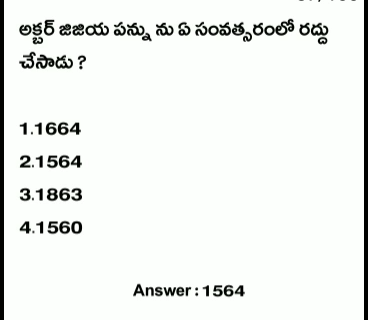 అక్బర్ జిజియ పన్ను ను ఏ సంవత్సరంలో రద్దు
చేసాడు ?
1.1664
2.1564
3.1863
4.1560
Answer : 1564